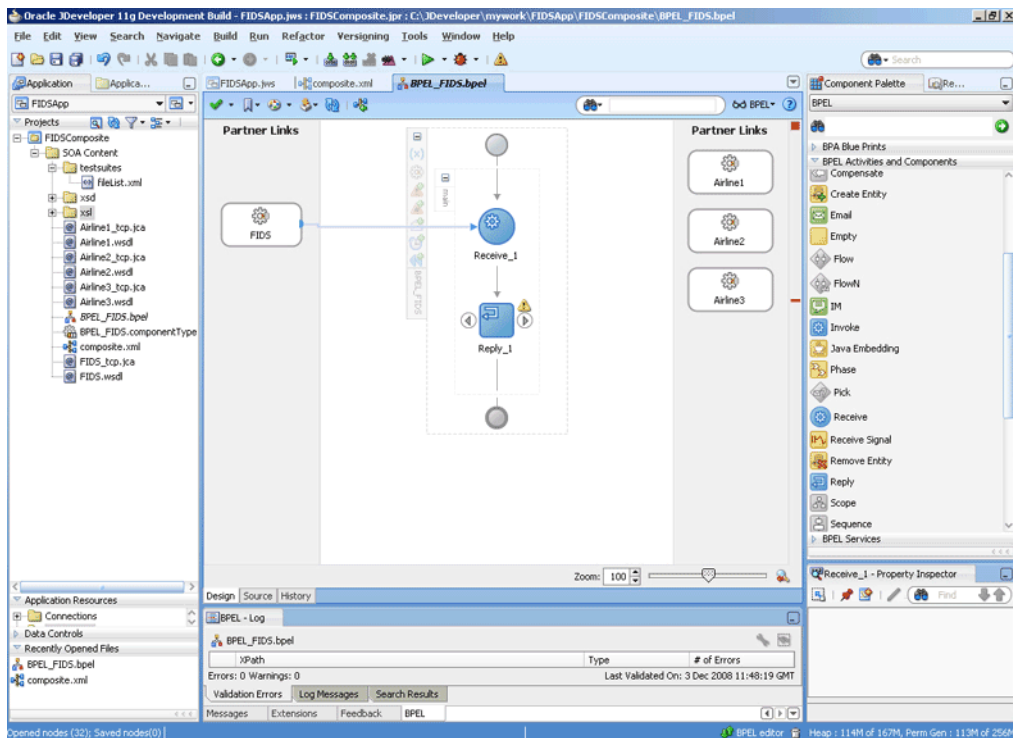 Oracle JDeveloper 11g Development Build - FIDSApp.jws : FIDSComposite.jpr : C:\JDeveloper\mywork\FIDSApp\FIDSComposite\BPEL_FIDS.bpel
File Edit View Search Navigate Build Run Refactor Versioning Tools Window Help
Search
Application Applica...
FIDSApp
Projects
FIDSComposite
SOA Content
testsuites
fileList.xml
xsd
xsl
Airline1_tcp.jca
Airline1.wsdl
Airline2_tcp.jca
Airline2.wsdl
Airline3_tcp.jca
Airline3.wsdl
BPEL_FIDS.bpel
BPEL_FIDS.componentType
composite.xml
FIDS_tcp.jca
FIDS.wsdl
Application Resources
Connections
Data Controls
Recently Opened Files
BPEL_FIDS.bpel
composite.xml
FIDSApp.jws composite.xml BPEL_FIDS.bpel
BPEL
Partner Links
FIDS
main
BPEL_FIDS
Receive_1
Reply_1
Partner Links
Airline1
Airline2
Airline3
Zoom: 100
Design Source History
BPEL - Log
BPEL_FIDS.bpel
XPath Type # of Errors
Errors: 0 Warnings: 0 Last Validated On: 3 Dec 2008 11:48:19 GMT
Validation Errors Log Messages Search Results
Messages Extensions Feedback BPEL
Component Palette Re...
BPEL
BPA Blue Prints
BPEL Activities and Components
Compensate
Create Entity
Email
Empty
Flow
FlowN
IM
Invoke
Java Embedding
Phase
Pick
Receive
Receive Signal
Remove Entity
Reply
Scope
Sequence
BPEL Services
Receive_1 - Property Inspector
Find
Opened nodes (32); Saved nodes(0) BPEL editor Heap : 114M of 167M, Perm Gen : 113M of 256M